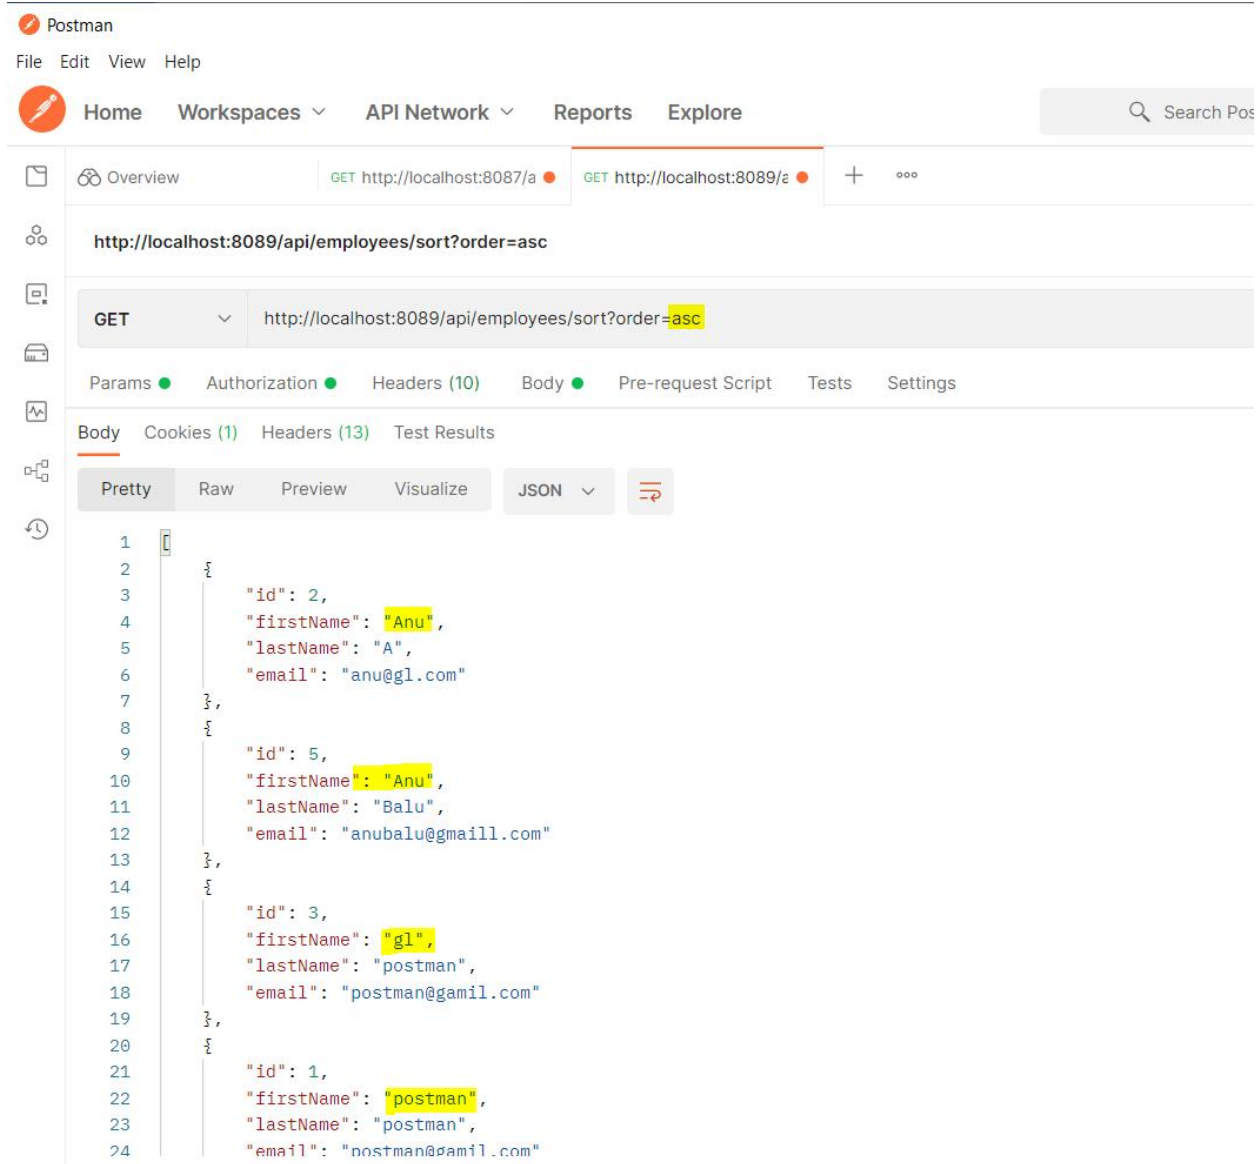 Postman
File Edit View Help
Home Workspaces API Network Reports Explore Search Pos
Overview GET http://localhost:8087/a GET http://localhost:8089/a
http://localhost:8089/api/employees/sort?order=asc
GET http://localhost:8089/api/employees/sort?order=asc
Params Authorization Headers (10) Body Pre-request Script Tests Settings
Body Cookies (1) Headers (13) Test Results
Pretty Raw Preview Visualize JSON
1 [
2 {
3 "id": 2,
4 "firstName": "Anu",
5 "lastName": "A",
6 "email": "anu@gl.com"
7 },
8 {
9 "id": 5,
10 "firstName": "Anu",
11 "lastName": "Balu",
12 "email": "anubalu@gmaill.com"
13 },
14 {
15 "id": 3,
16 "firstName": "gl",
17 "lastName": "postman",
18 "email": "postman@gamil.com"
19 },
20 {
21 "id": 1,
22 "firstName": "postman",
23 "lastName": "postman",
24 "email": "postman@gamil.com"